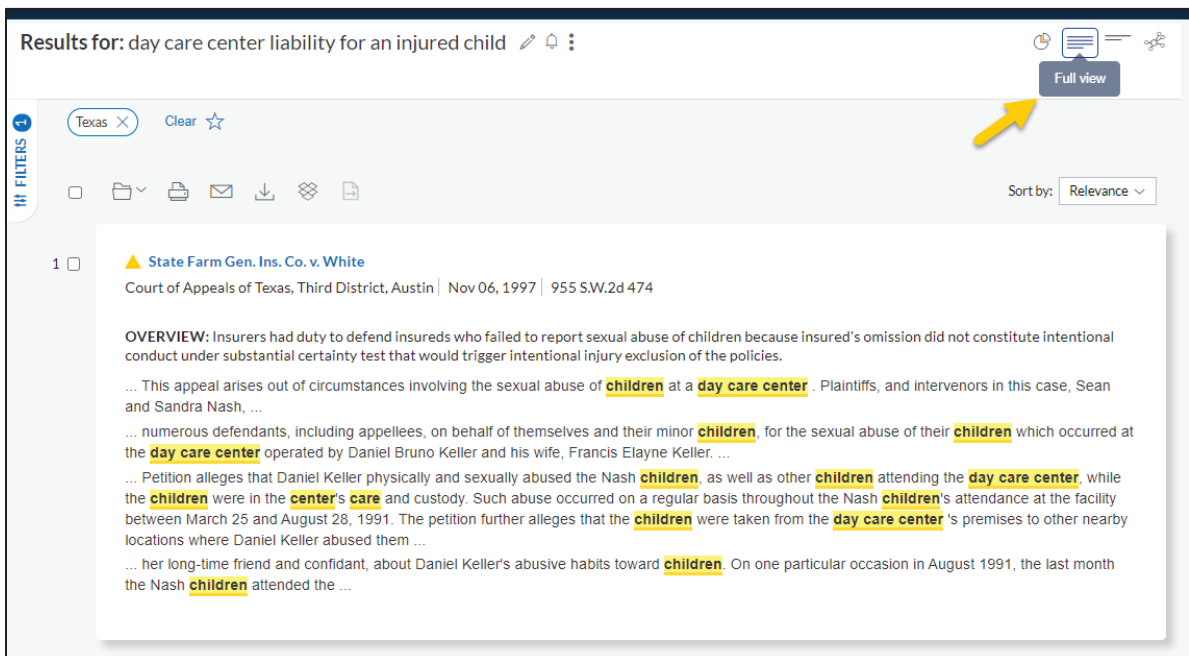 Results for: day care center liability for an injured child
Full view
FILTERS 1
Texas
Clear
Sort by: Relevance
1
State Farm Gen. Ins. Co. v. White
Court of Appeals of Texas, Third District, Austin | Nov 06, 1997 | 955 S.W.2d 474
OVERVIEW: Insurers had duty to defend insureds who failed to report sexual abuse of children because insured's omission did not constitute intentional
conduct under substantial certainty test that would trigger intentional injury exclusion of the policies.
... This appeal arises out of circumstances involving the sexual abuse of children at a day care center . Plaintiffs, and intervenors in this case, Sean
and Sandra Nash, ...
... numerous defendants, including appellees, on behalf of themselves and their minor children, for the sexual abuse of their children which occurred at
the day care center operated by Daniel Bruno Keller and his wife, Francis Elayne Keller. ...
... Petition alleges that Daniel Keller physically and sexually abused the Nash children, as well as other children attending the day care center, while
the children were in the center's care and custody. Such abuse occurred on a regular basis throughout the Nash children's attendance at the facility
between March 25 and August 28, 1991. The petition further alleges that the children were taken from the day care center 's premises to other nearby
locations where Daniel Keller abused them ...
... her long-time friend and confidant, about Daniel Keller's abusive habits toward children. On one particular occasion in August 1991, the last month
the Nash children attended the ...